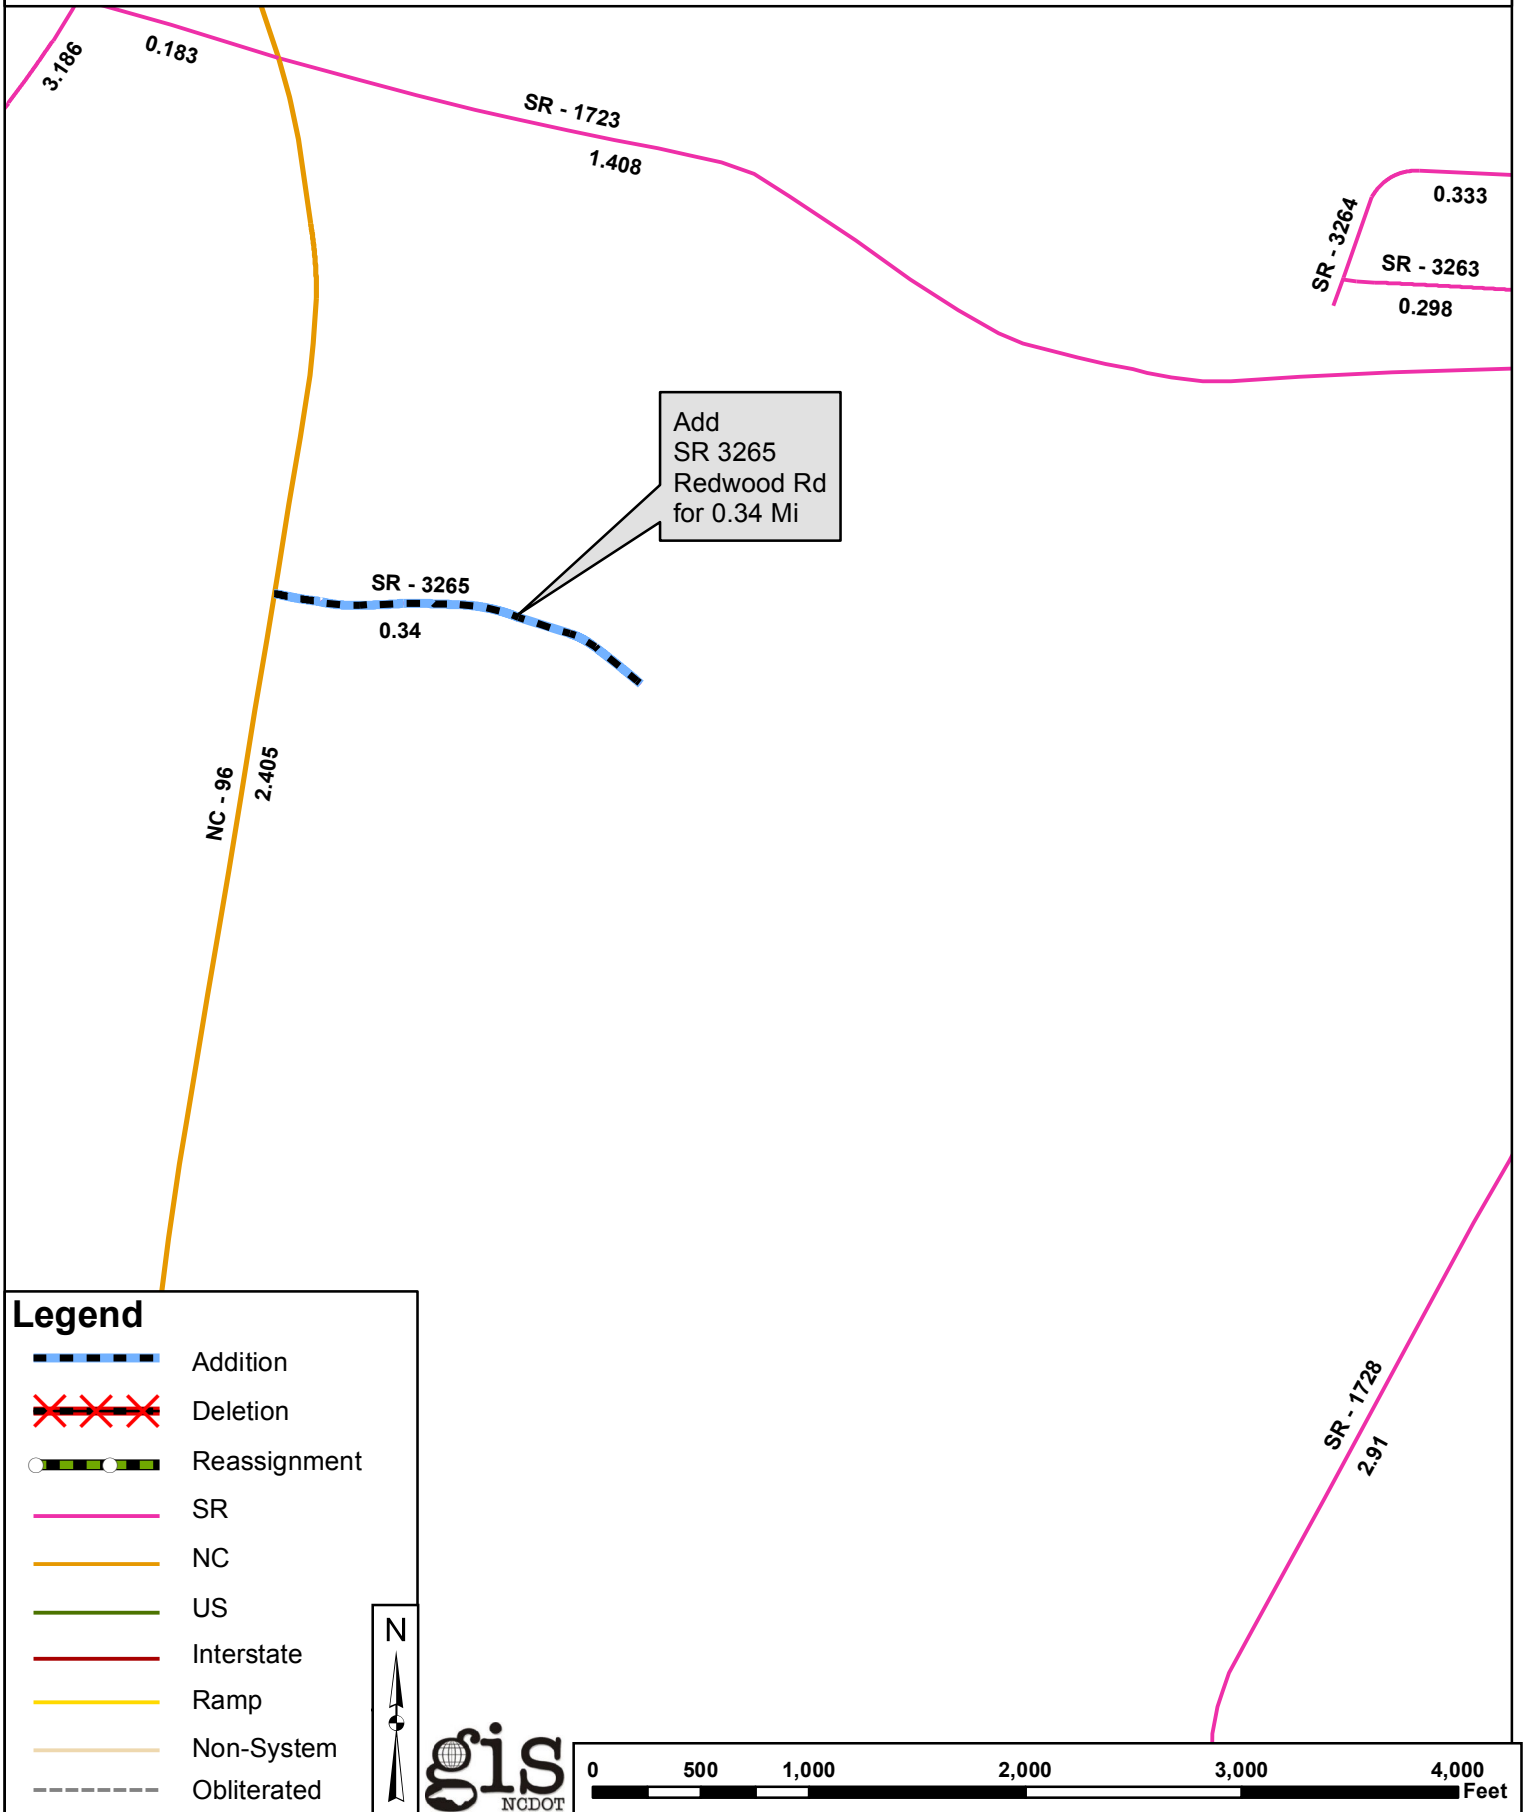 3.186
0.183
SR - 1723
1.408
0.333
SR - 3264
SR - 3263
0.298
Add
SR 3265
Redwood Rd
for 0.34 Mi
SR - 3265
0.34
NC - 96
2.405
SR - 1728
2.91
Legend
Addition
Deletion
Reassignment
SR
NC
US
Interstate
Ramp
Non-System
Obliterated
N
gis
NCDOT
0 500 1,000 2,000 3,000 4,000
Feet